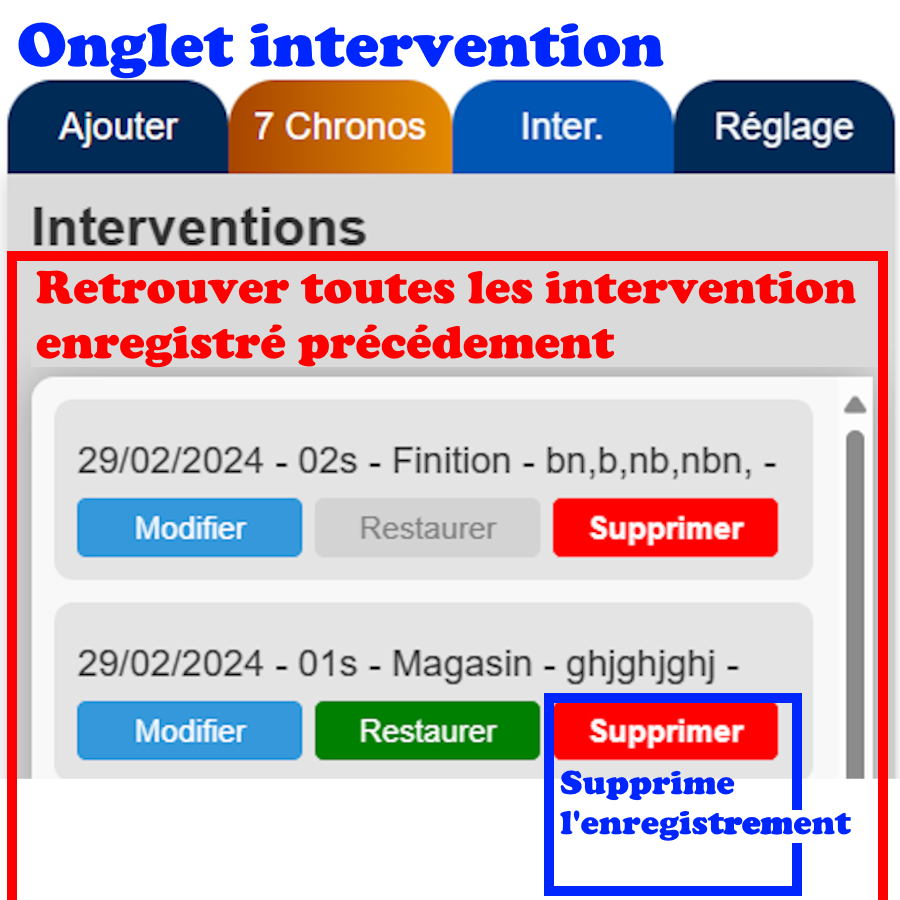 Onglet intervention
Ajouter 7 Chronos Inter. Réglage
Interventions
Retrouver toutes les intervention
enregistré précédement
29/02/2024 - 02s - Finition - bn,b,nb,nbn, -
Modifier Restaurer Supprimer
29/02/2024 - 01s - Magasin - ghjghjghj -
Modifier Restaurer Supprimer
Supprime
l'enregistrement